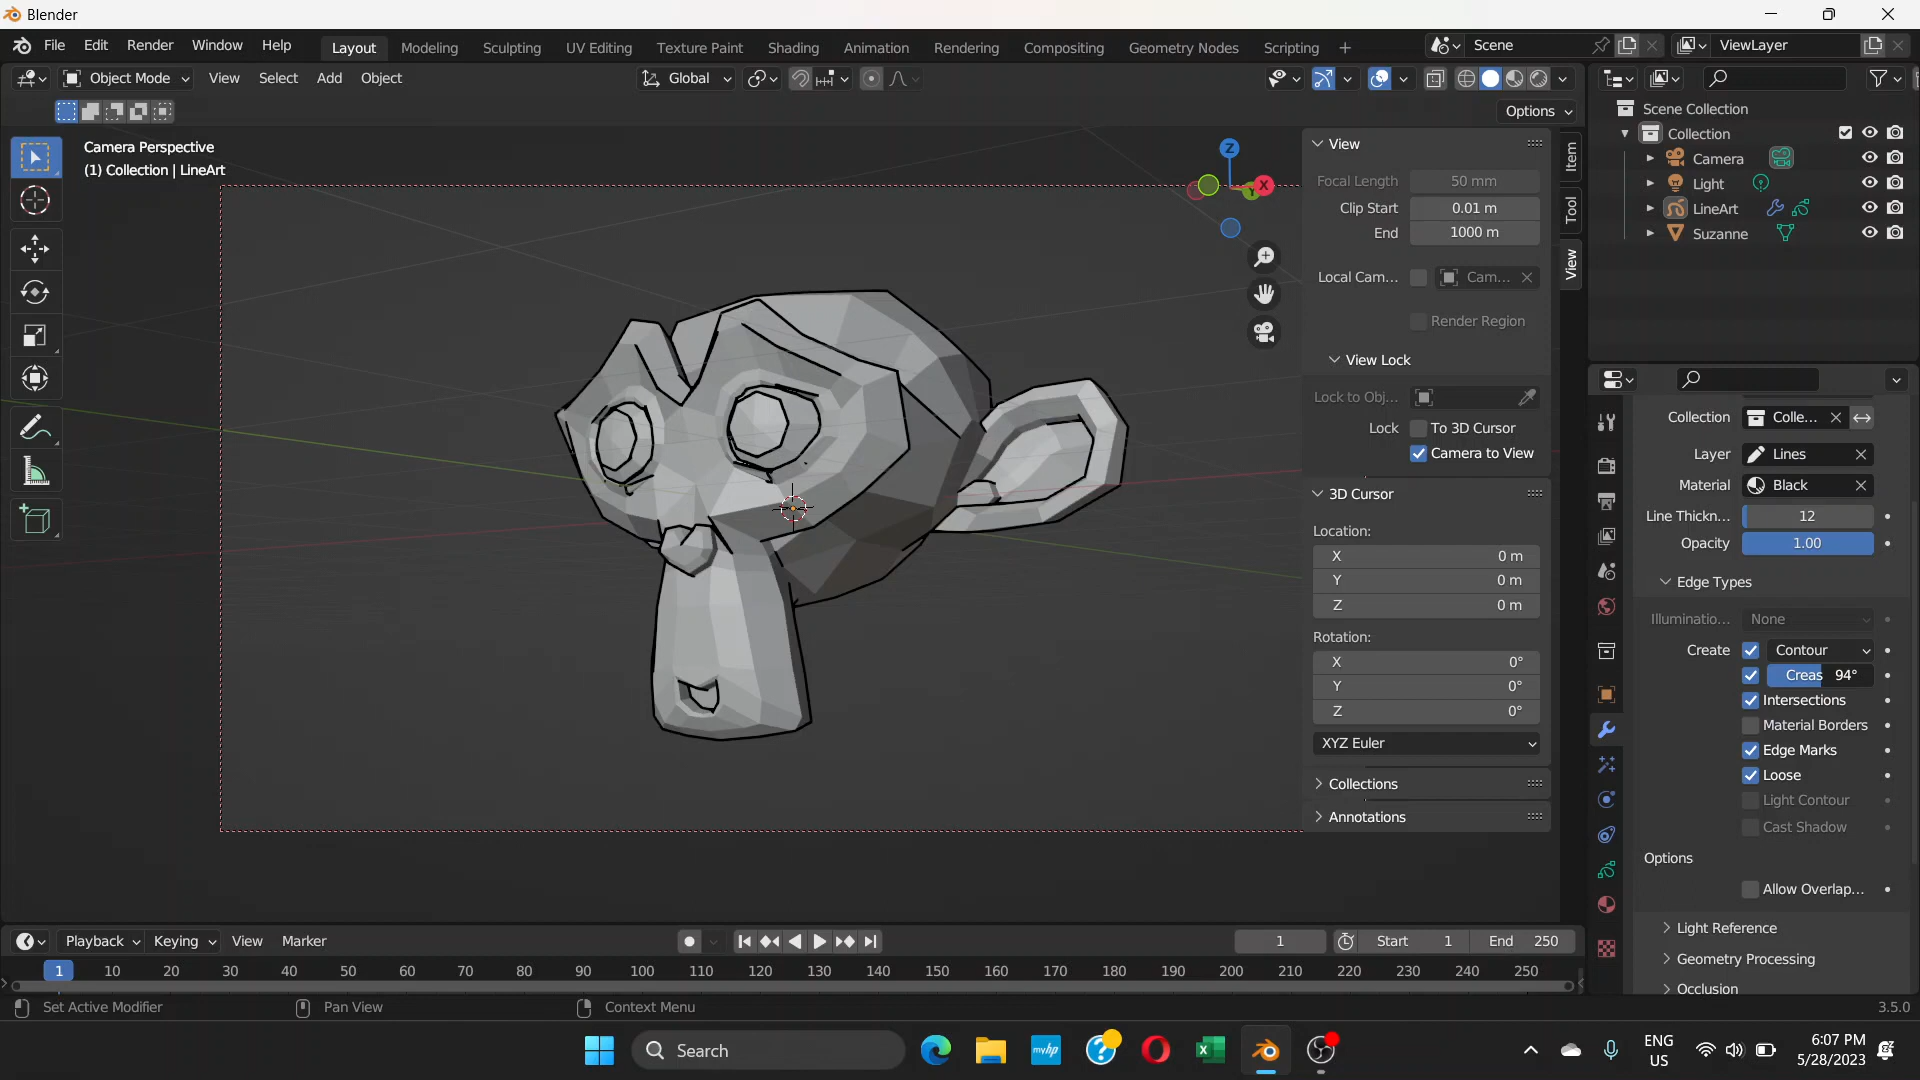 Blender
File Edit Render Window Help
Layout Modeling Sculpting UV Editing Texture Paint Shading Animation Rendering Compositing Geometry Nodes Scripting +
Scene
ViewLayer
Object Mode View Select Add Object
Global
Options
Camera Perspective
(1) Collection | LineArt
Z
X
Y
View
Focal Length 50 mm
Clip Start 0.01 m
End 1000 m
Local Cam... Cam...
Render Region
View Lock
Lock to Obj...
Lock To 3D Cursor
Camera to View
3D Cursor
Location:
X 0 m
Y 0 m
Z 0 m
Rotation:
X 0°
Y 0°
Z 0°
XYZ Euler
Collections
Annotations
Item
Tool
View
Scene Collection
Collection
Camera
Light
LineArt
Suzanne
Collection Colle...
Layer Lines
Material Black
Line Thickn... 12
Opacity 1.00
Edge Types
Illuminatio... None
Create Contour
Creas 94°
Intersections
Material Borders
Edge Marks
Loose
Light Contour
Cast Shadow
Options
Allow Overlap...
Light Reference
Geometry Processing
Occlusion
Playback Keying View Marker
1
Start 1
End 250
1 10 20 30 40 50 60 70 80 90 100 110 120 130 140 150 160 170 180 190 200 210 220 230 240 250
Set Active Modifier
Pan View
Context Menu
3.5.0
Search
myhp
ENG
US
6:07 PM
5/28/2023